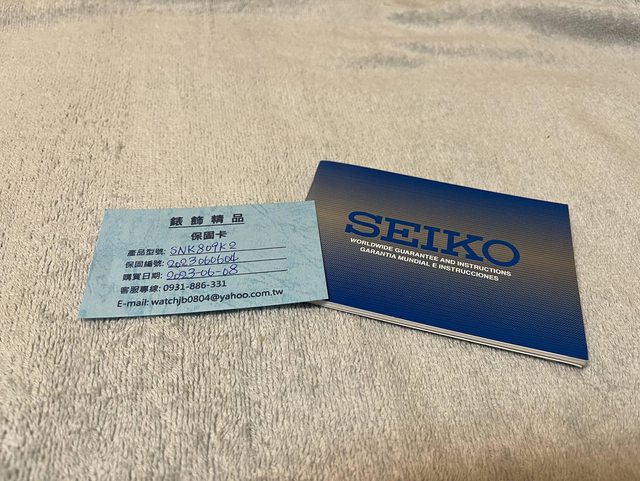 錶飾精品
保固卡
產品型號: SNK809K2
保固編號: 2023060604
購買日期: 2023-06-08
客服專線: 0931-886-331
E-mail: watchjb0804@yahoo.com.tw
SEIKO
WORLDWIDE GUARANTEE AND INSTRUCTIONS
GARANTIA MUNDIAL E INSTRUCCIONES